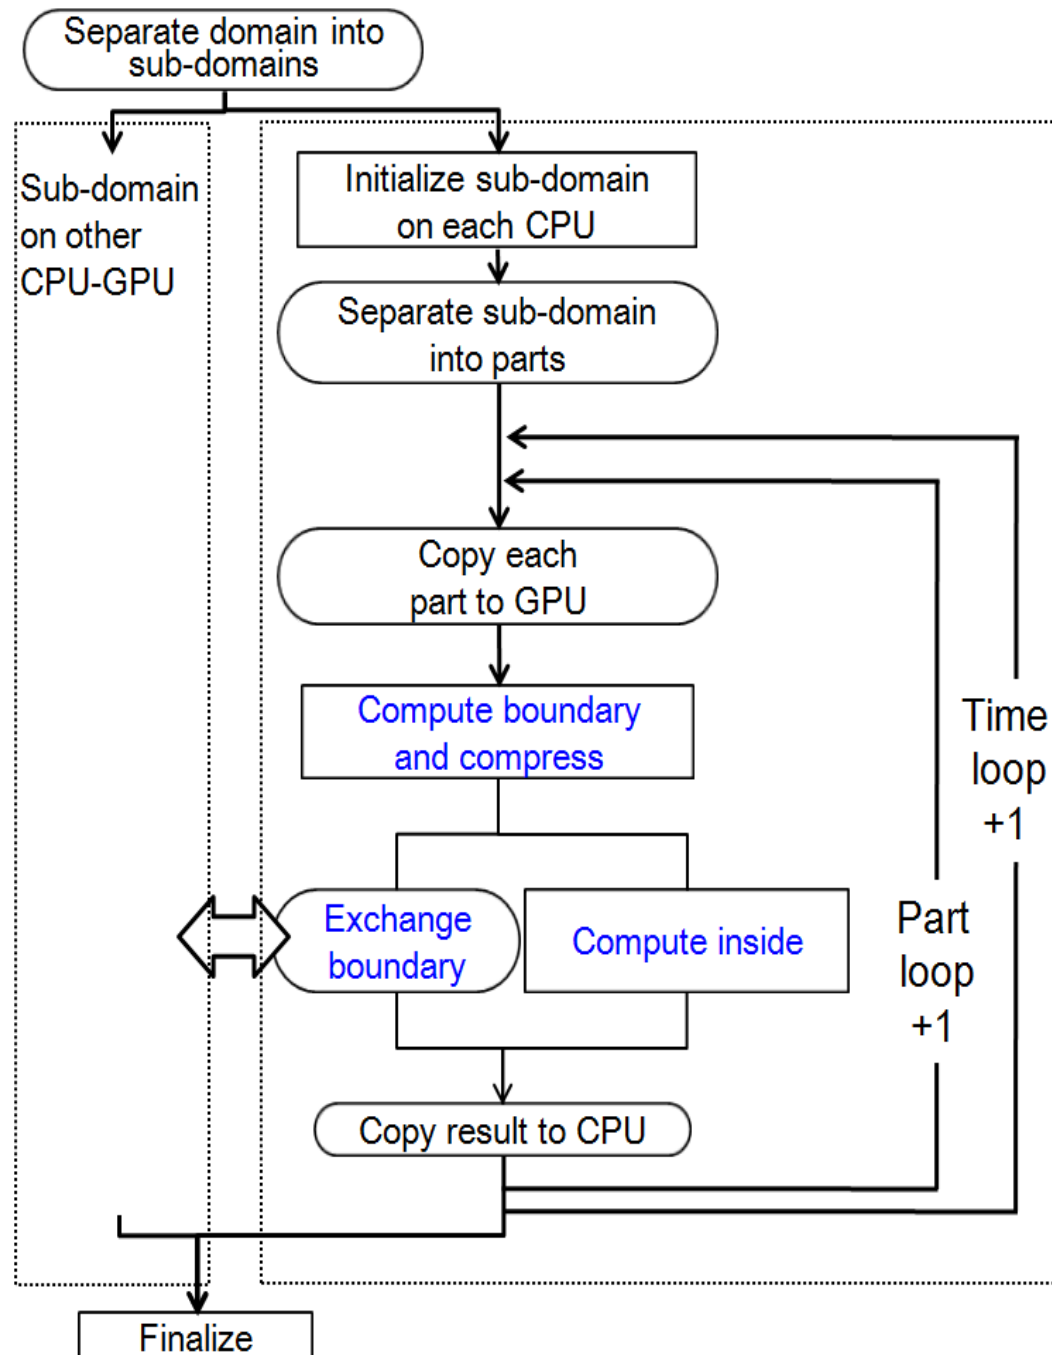 Separate domain into
sub-domains
Sub-domain
on other
CPU-GPU
Initialize sub-domain
on each CPU
Separate sub-domain
into parts
Copy each
part to GPU
Compute boundary
and compress
Exchange
boundary
Compute inside
Time
loop
+1
Part
loop
+1
Copy result to CPU
Finalize